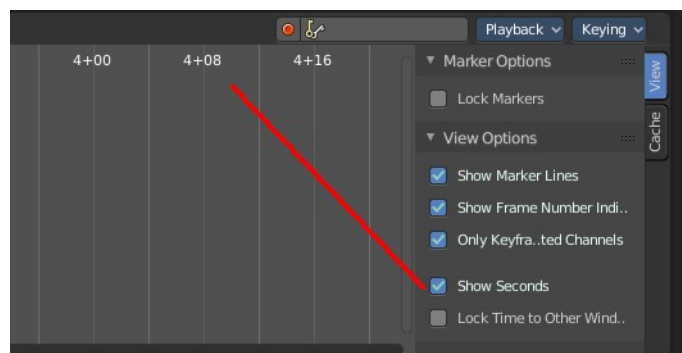 Playback Keying
4+00 4+08 4+16
Marker Options
Lock Markers
View Options
Show Marker Lines
Show Frame Number Indi..
Only Keyfra..ted Channels
Show Seconds
Lock Time to Other Wind..
View
Cache